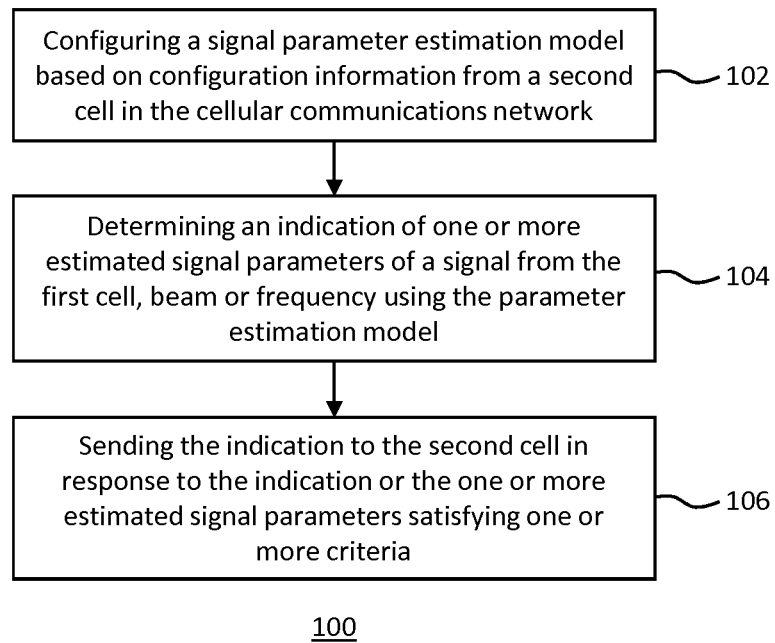 Configuring a signal parameter estimation model
based on configuration information from a second
cell in the cellular communications network
102
Determining an indication of one or more
estimated signal parameters of a signal from the
first cell, beam or frequency using the parameter
estimation model
104
Sending the indication to the second cell in
response to the indication or the one or more
estimated signal parameters satisfying one or
more criteria
106
100